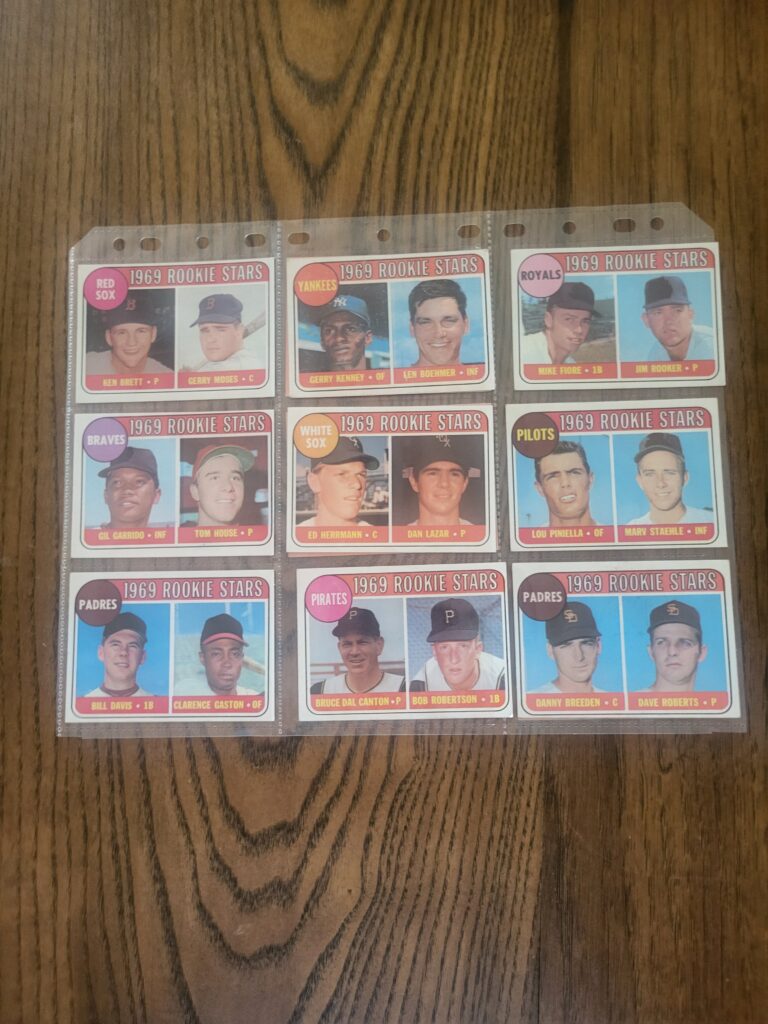 1969 ROOKIE STARS
RED
SOX
KEN BRETT • P
GERRY MOSES • C
1969 ROOKIE STARS
YANKEES
GERRY KENNEY • OF
LEN BOEHMER • INF
1969 ROOKIE STARS
ROYALS
MIKE FIORE • 1B
JIM ROOKER • P
1969 ROOKIE STARS
BRAVES
GIL GARRIDO • INF
TOM HOUSE • P
1969 ROOKIE STARS
WHITE
SOX
ED HERRMANN • C
DAN LAZAR • P
1969 ROOKIE STARS
PILOTS
LOU PINIELLA • OF
MARV STAEHLE • INF
1969 ROOKIE STARS
PADRES
BILL DAVIS • 1B
CLARENCE GASTON • OF
1969 ROOKIE STARS
PIRATES
BRUCE DAL CANTON • P
BOB ROBERTSON • 1B
1969 ROOKIE STARS
PADRES
DANNY BREEDEN • C
DAVE ROBERTS • P